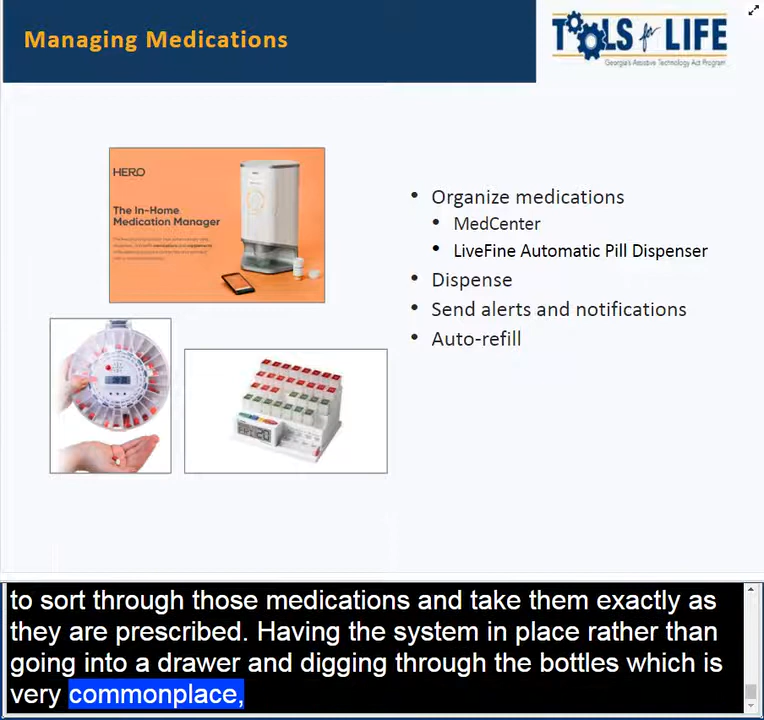 Managing Medications
TOOLS for LIFE
Georgia's Assistive Technology Act Program
HERO
The In-Home
Medication Manager
• Organize medications
• MedCenter
• LiveFine Automatic Pill Dispenser
• Dispense
• Send alerts and notifications
• Auto-refill
to sort through those medications and take them exactly as
they are prescribed. Having the system in place rather than
going into a drawer and digging through the bottles which is
very commonplace,